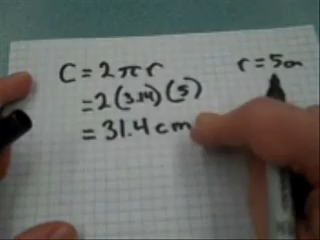 C = 2πr
r = 5cm
= 2(3.14)(5)
= 31.4 cm